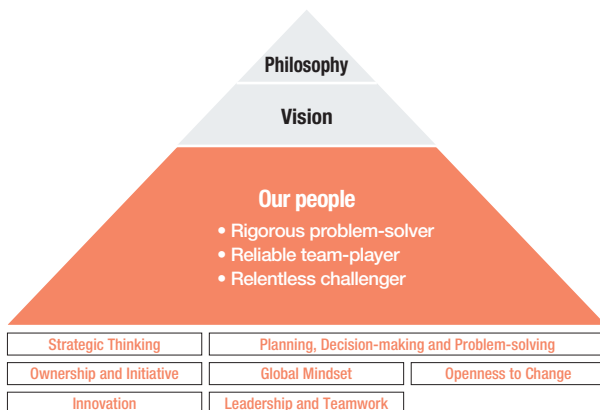 Philosophy
Vision
Our people
• Rigorous problem-solver
• Reliable team-player
• Relentless challenger
Strategic Thinking
Planning, Decision-making and Problem-solving
Ownership and Initiative
Global Mindset
Openness to Change
Innovation
Leadership and Teamwork